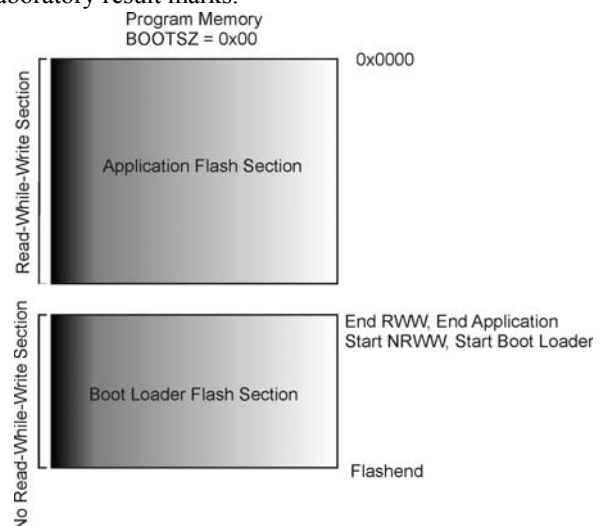 aboratory result marks.
Program Memory
BOOTSZ = 0x00
0x0000
Read-While-Write Section
Application Flash Section
End RWW, End Application
Start NRWW, Start Boot Loader
No Read-While-Write Section
Boot Loader Flash Section
Flashend